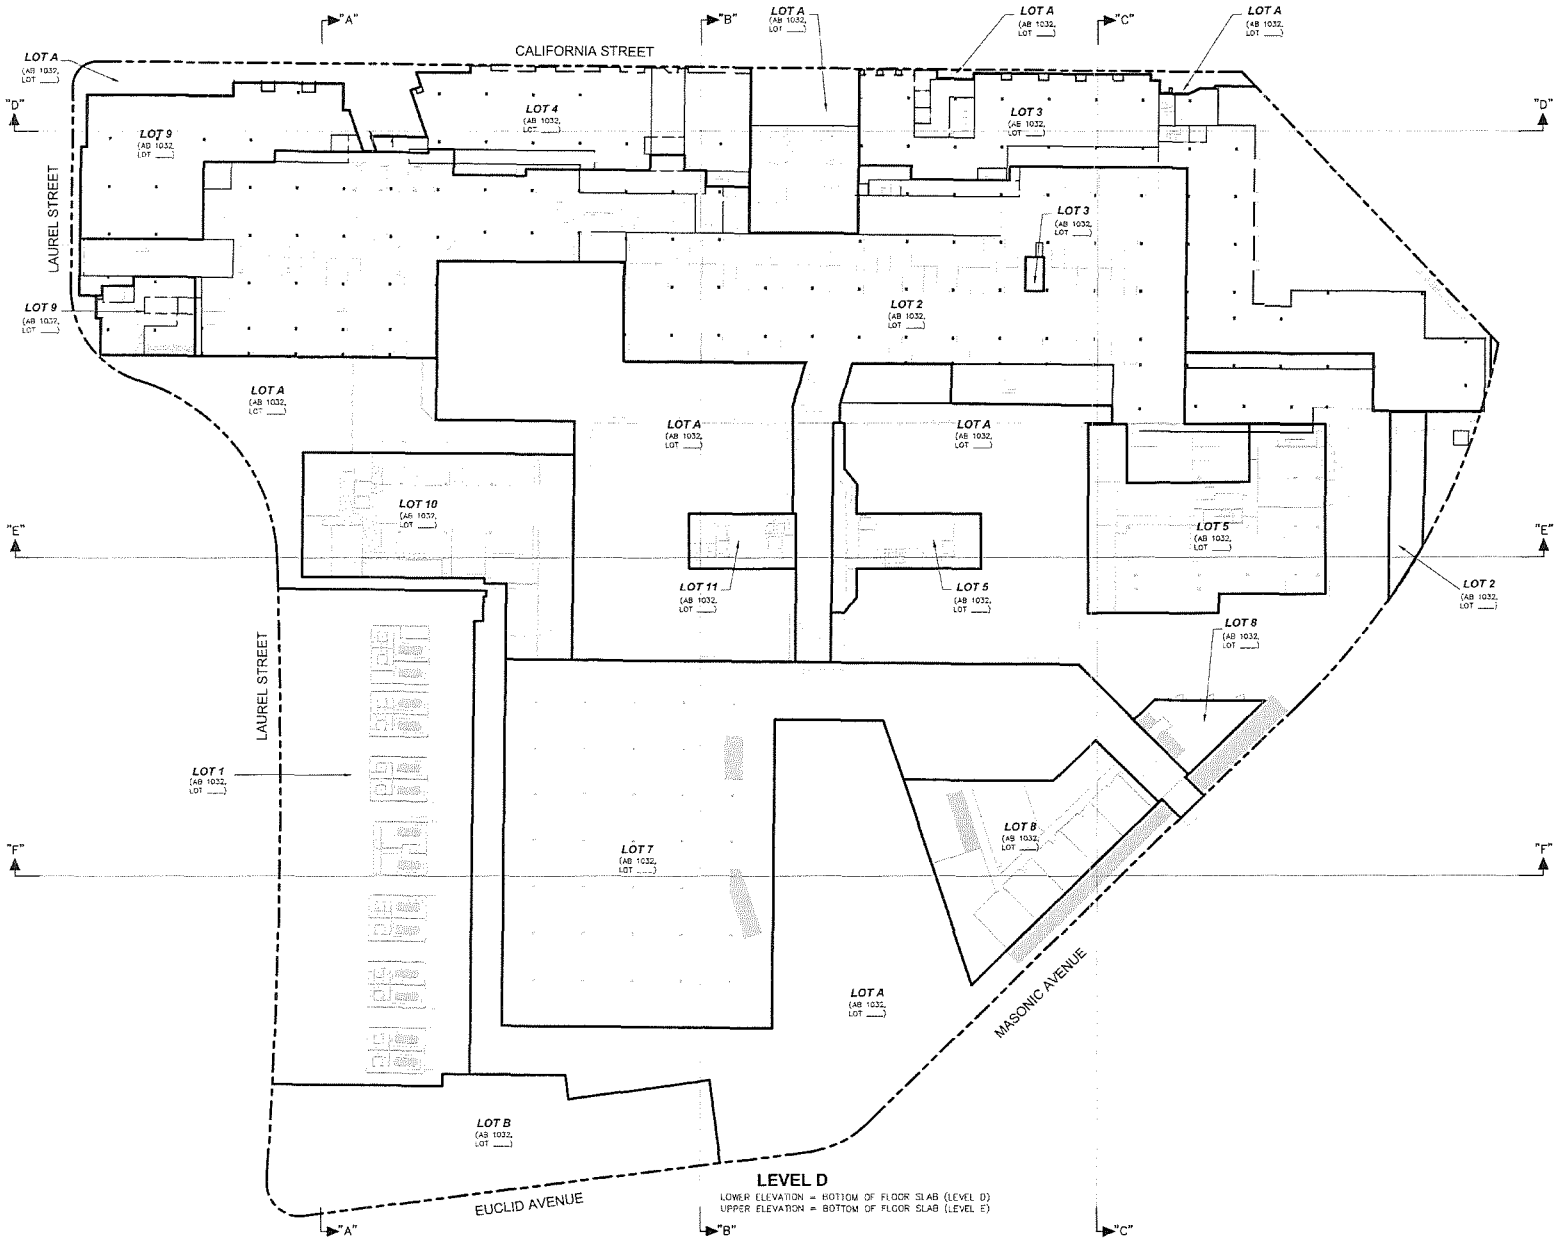 "A"
"B"
LOT A
(AB 1032,
LOT ___)
LOT A
(AB 1032,
LOT ___)
"C"
LOT A
(AB 1032,
LOT ___)
CALIFORNIA STREET
LOT A
(AB 1032,
LOT ___)
"D"
"D"
LOT 4
(AB 1032,
LOT ___)
LOT 3
(AB 1032,
LOT ___)
LOT 9
(AB 1032,
LOT ___)
LAUREL STREET
LOT 3
(AB 1032,
LOT ___)
LOT 9
(AB 1032,
LOT ___)
LOT 2
(AB 1032,
LOT ___)
LOT A
(AB 1032,
LOT ___)
LOT A
(AB 1032,
LOT ___)
LOT A
(AB 1032,
LOT ___)
LOT 10
(AB 1032,
LOT ___)
LOT 5
(AB 1032,
LOT ___)
"E"
"E"
LOT 11
(AB 1032,
LOT ___)
LOT 5
(AB 1032,
LOT ___)
LOT 2
(AB 1032,
LOT ___)
LOT 8
(AB 1032,
LOT ___)
LAUREL STREET
LOT 1
(AB 1032,
LOT ___)
LOT B
(AB 1032,
LOT ___)
LOT 7
(AB 1032,
LOT ___)
"F"
"F"
LOT A
(AB 1032,
LOT ___)
MASONIC AVENUE
LOT B
(AB 1032,
LOT ___)
LEVEL D
LOWER ELEVATION = BOTTOM OF FLOOR SLAB (LEVEL D)
UPPER ELEVATION = BOTTOM OF FLOOR SLAB (LEVEL E)
EUCLID AVENUE
"A"
"B"
"C"